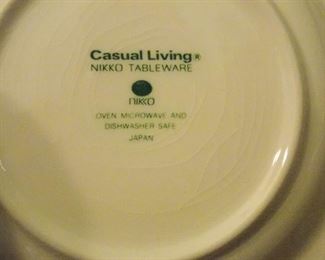 Casual Living®
NIKKO TABLEWARE
NIKKO
OVEN MICROWAVE AND
DISHWASHER SAFE
JAPAN